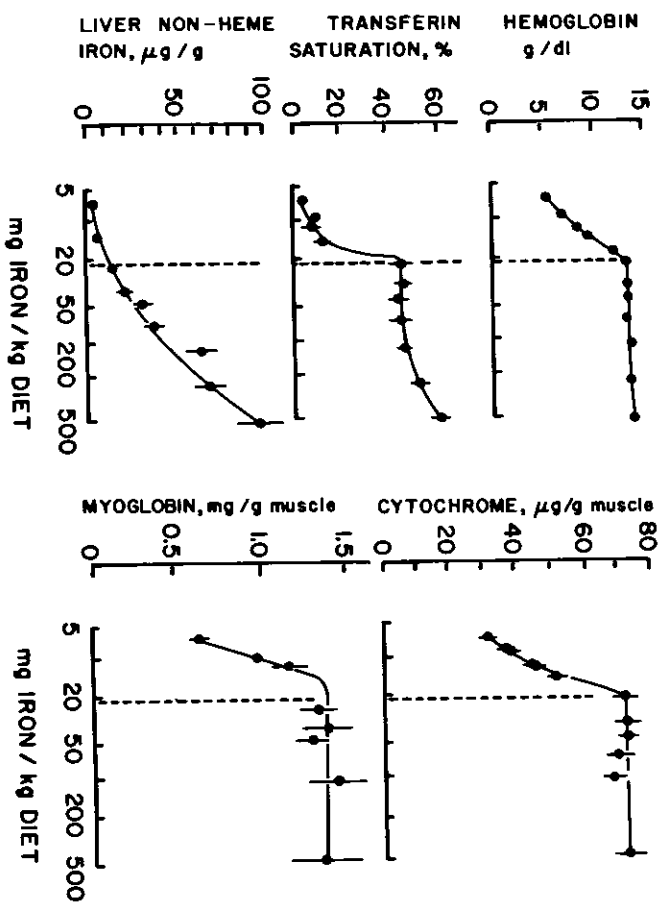 LIVER NON-HEME
IRON, µg/g
50
100
TRANSFERIN
SATURATION, %
0
20
40
60
HEMOGLOBIN
g/dl
0
5
10
15
5
20
50
200
500
mg IRON/kg DIET
MYOGLOBIN, mg/g muscle
0
0.5
1.0
1.5
CYTOCHROME, µg/g muscle
0
20
40
60
80
5
20
50
200
500
mg IRON/kg DIET